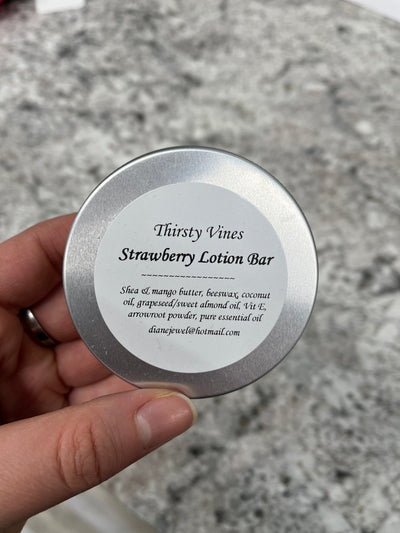 Thirsty Vines
Strawberry Lotion Bar
~~~~~~~~~~~~~~~~~
Shea & mango butter, beeswax, coconut
oil, grapeseed/sweet almond oil, Vit E,
arrowroot powder, pure essential oil
dianejewel@hotmail.com